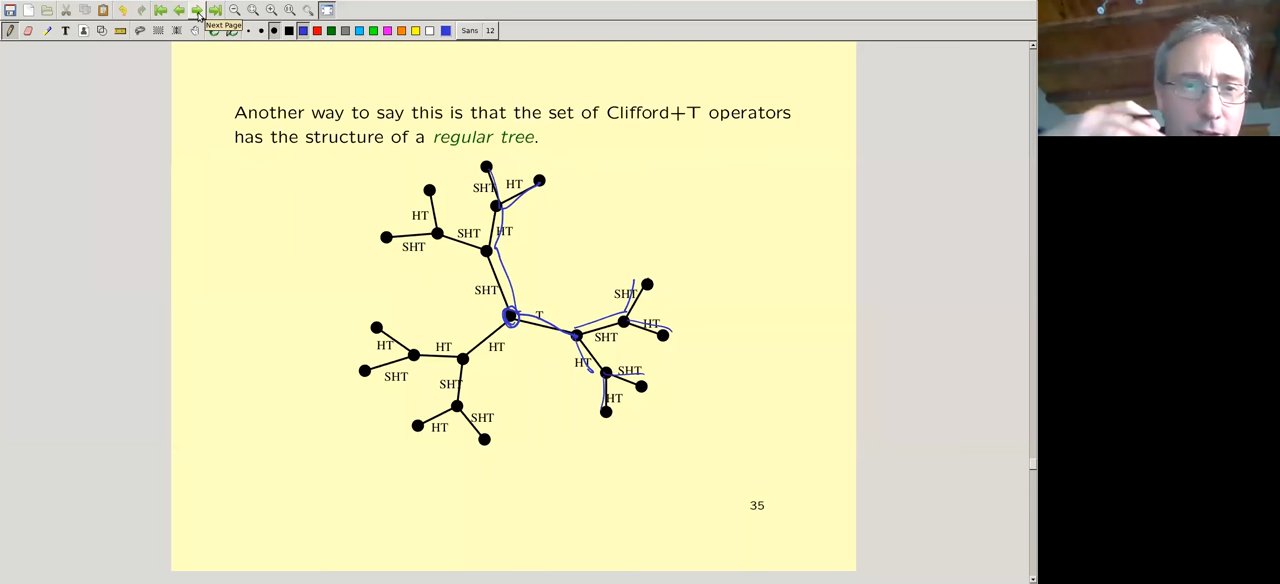 Next Page
Sans 12
Another way to say this is that the set of Clifford+T operators
has the structure of a regular tree.
SHT HT
HT
SHT SHT
HT
SHT
SHT
T
HT
SHT
HT HT HT
HT SHT
SHT
SHT
HT
SHT
HT
35